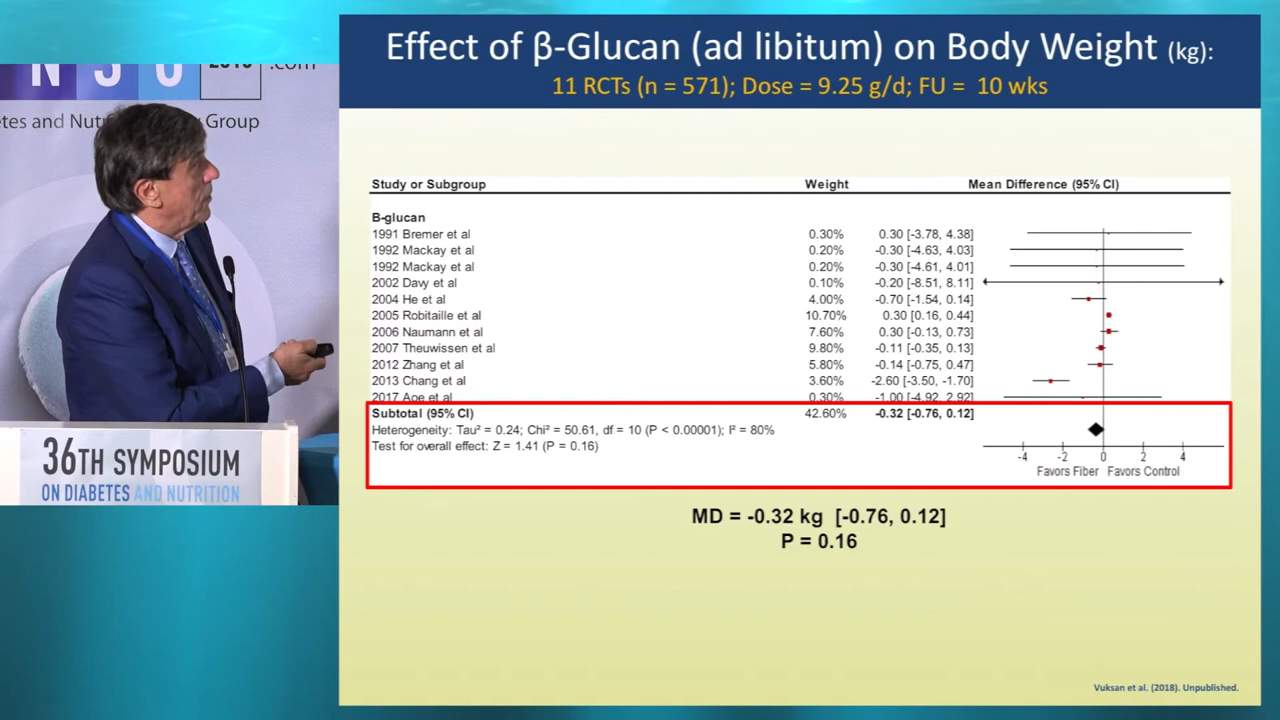 N S G
2018 .com
etes and Nut Group
36TH SYMPOSIUM
ON DIABETES AND NUTRITION
Effect of β-Glucan (ad libitum) on Body Weight (kg):
11 RCTs (n = 571); Dose = 9.25 g/d; FU = 10 wks
Study or Subgroup Weight Mean Difference (95% CI)
B-glucan
1991 Bremer et al 0.30% 0.30 [-3.78, 4.38]
1992 Mackay et al 0.20% -0.30 [-4.63, 4.03]
1992 Mackay et al 0.20% -0.30 [-4.61, 4.01]
2002 Davy et al 0.10% -0.20 [-8.51, 8.11]
2004 He et al 4.00% -0.70 [-1.54, 0.14]
2005 Robitaille et al 10.70% 0.30 [0.16, 0.44]
2006 Naumann et al 7.60% 0.30 [-0.13, 0.73]
2007 Theuwissen et al 9.80% -0.11 [-0.35, 0.13]
2012 Zhang et al 5.80% -0.14 [-0.75, 0.47]
2013 Chang et al 3.60% -2.60 [-3.50, -1.70]
2017 Aoe et al 0.30% -1.00 [-4.92, 2.92]
Subtotal (95% CI) 42.60% -0.32 [-0.76, 0.12]
Heterogeneity: Tau² = 0.24; Chi² = 50.61, df = 10 (P < 0.00001); I² = 80%
Test for overall effect: Z = 1.41 (P = 0.16)
-4 -2 0 2 4
Favors Fiber Favors Control
MD = -0.32 kg [-0.76, 0.12]
P = 0.16
Vuksan et al. (2018). Unpublished.